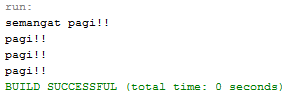 run:
semangat pagi!!
pagi!!
pagi!!
pagi!!
BUILD SUCCESSFUL (total time: 0 seconds)